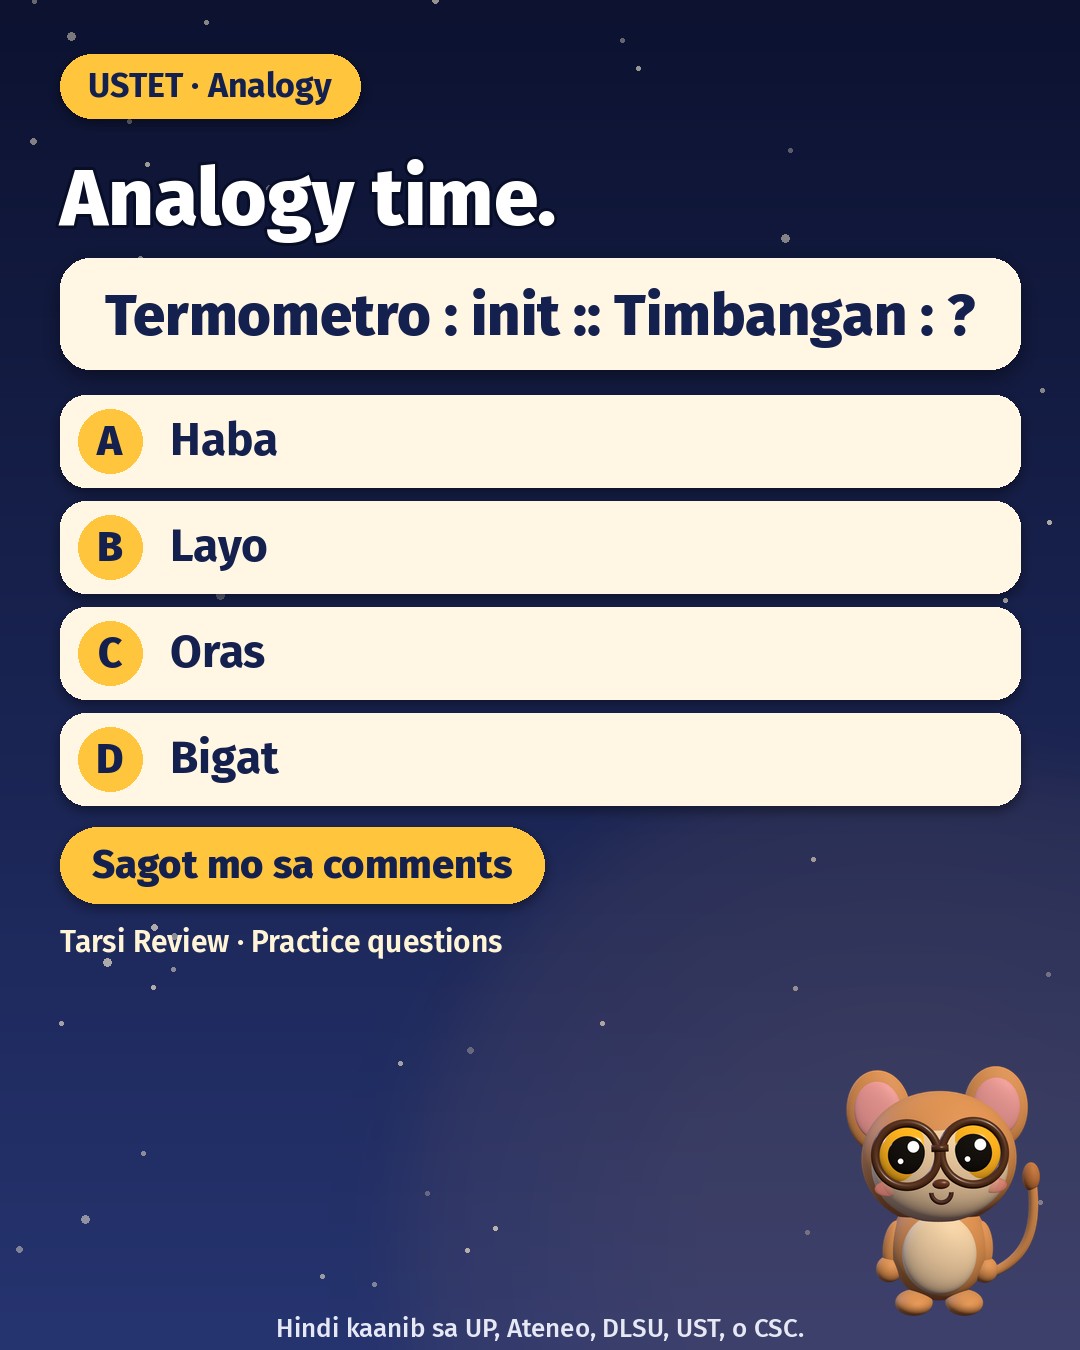 USTET · Analogy
Analogy time.
Termometro : init :: Timbangan : ?
A Haba
B Layo
C Oras
D Bigat
Sagot mo sa comments
Tarsi Review · Practice questions
Hindi kaanib sa UP, Ateneo, DLSU, UST, o CSC.